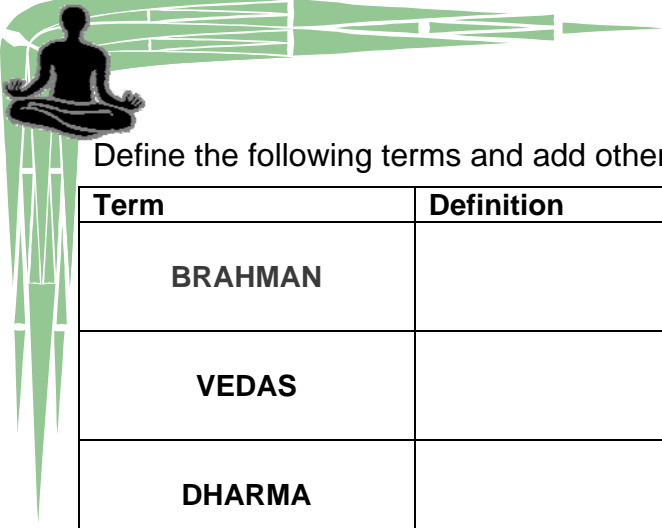 Define the following terms and add other
Term Definition
BRAHMAN
VEDAS
DHARMA